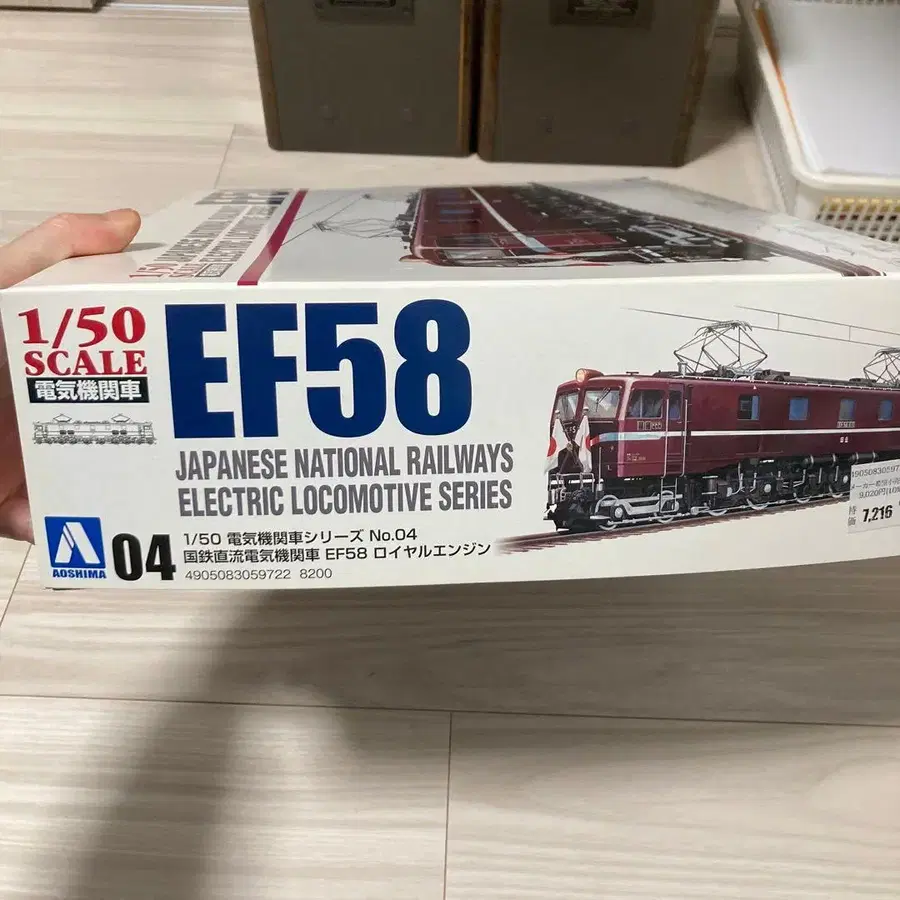 1/50
SCALE
電気機関車
EF58
JAPANESE NATIONAL RAILWAYS
ELECTRIC LOCOMOTIVE SERIES
AOSHIMA
04
1/50 電気機関車シリーズ No.04
国鉄直流電気機関車 EF58 ロイヤルエンジン
4905083059722 8200
特価
7,216